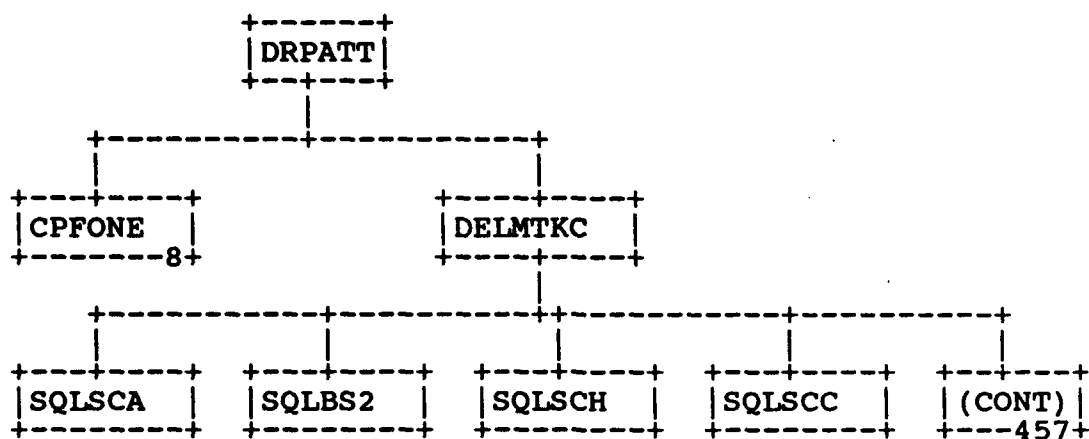 DRPATT
CPFONE
8
DELMTKC
SQLSCA
SQLBS2
SQLSCH
SQLSCC
(CONT)
457